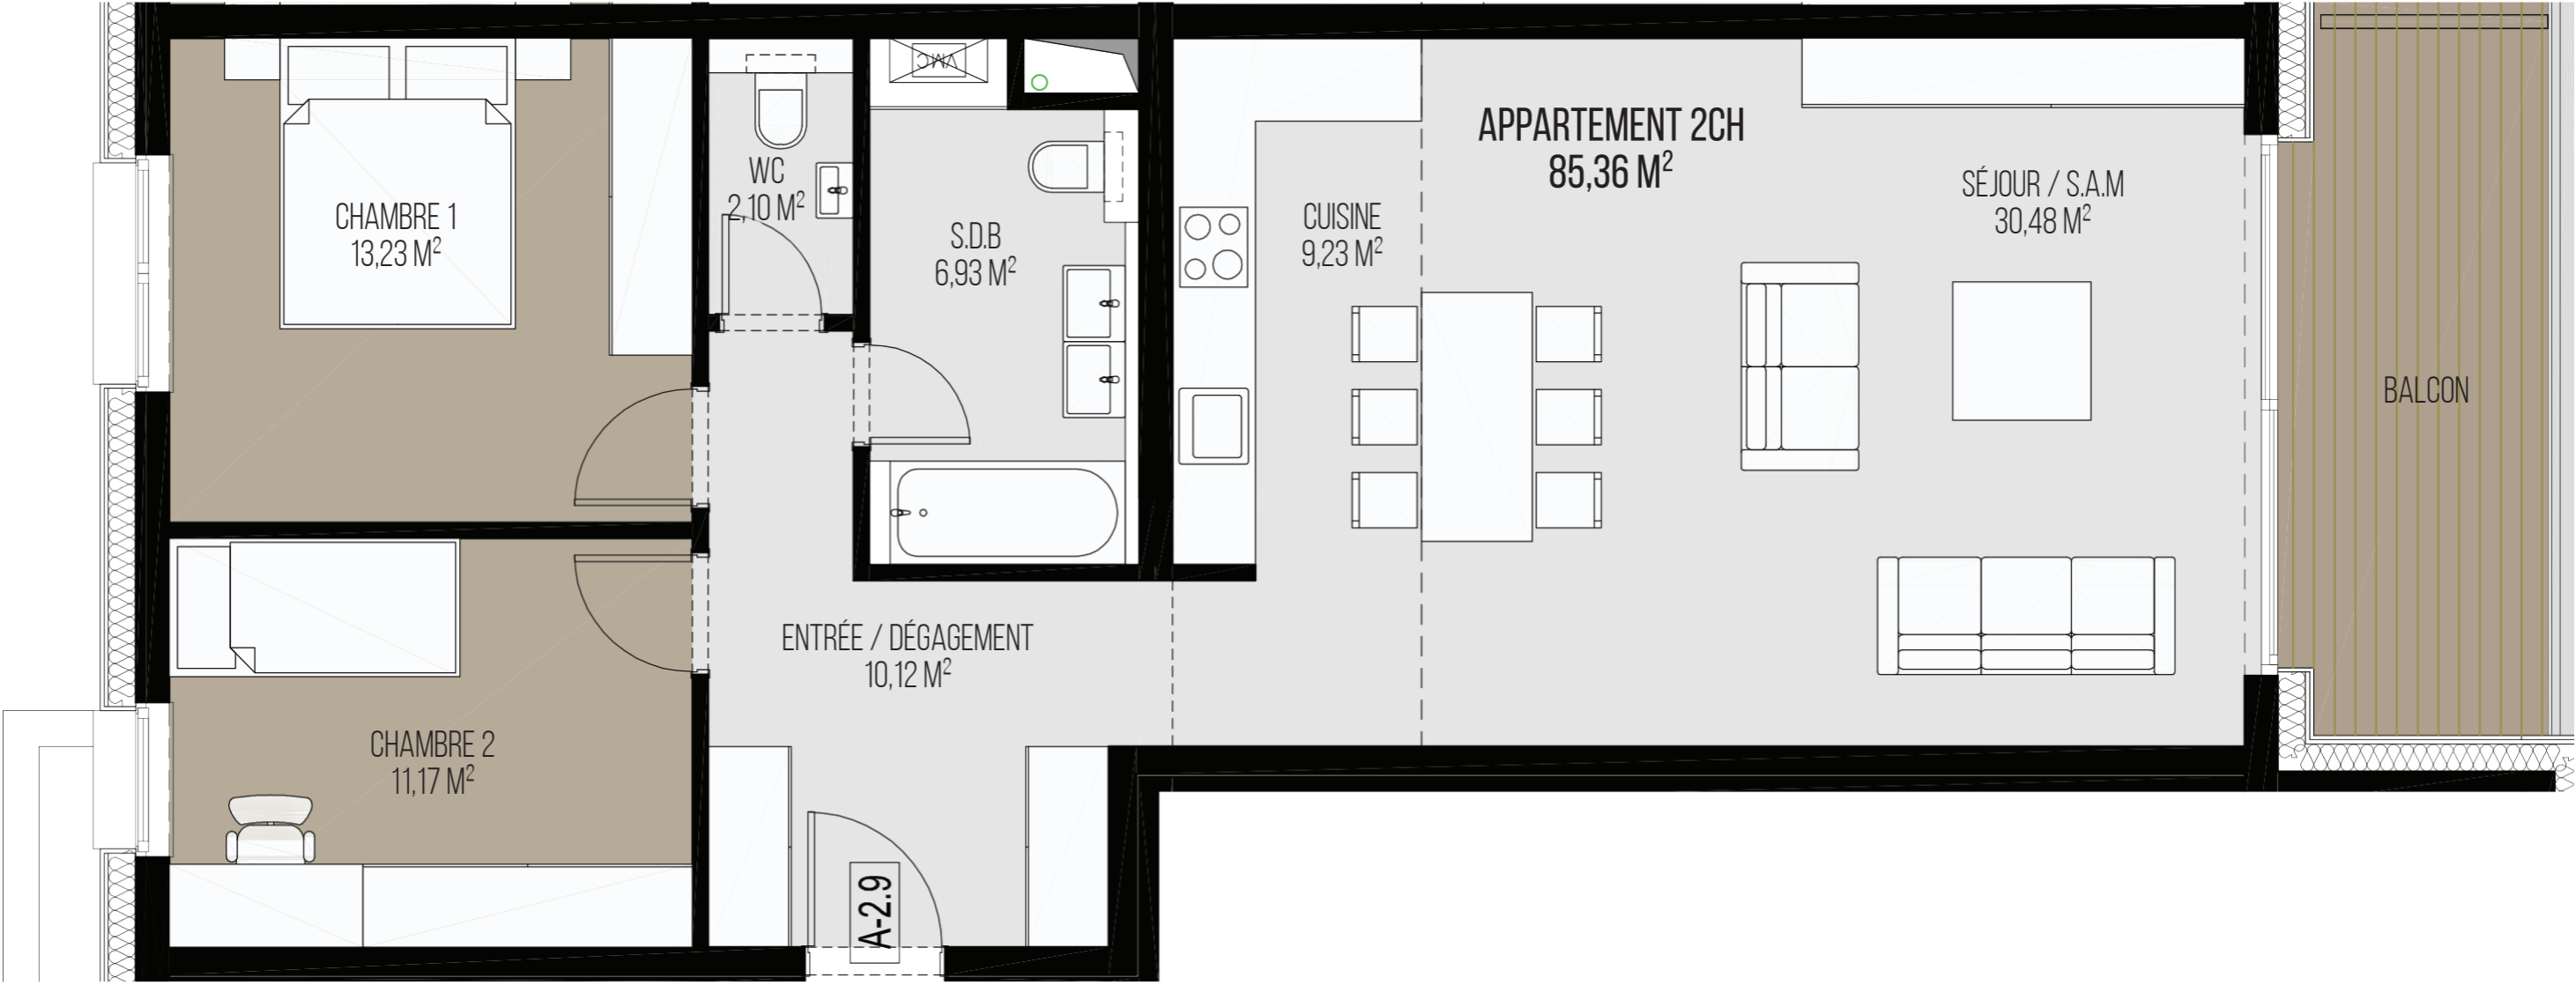 APPARTEMENT 2CH
85,36 M²
CHAMBRE 1
13,23 M²
WC
2,10 M²
VMC
S.D.B
6,93 M²
CUISINE
9,23 M²
SÉJOUR / S.A.M
30,48 M²
BALCON
ENTRÉE / DÉGAGEMENT
10,12 M²
CHAMBRE 2
11,17 M²
A-2.9